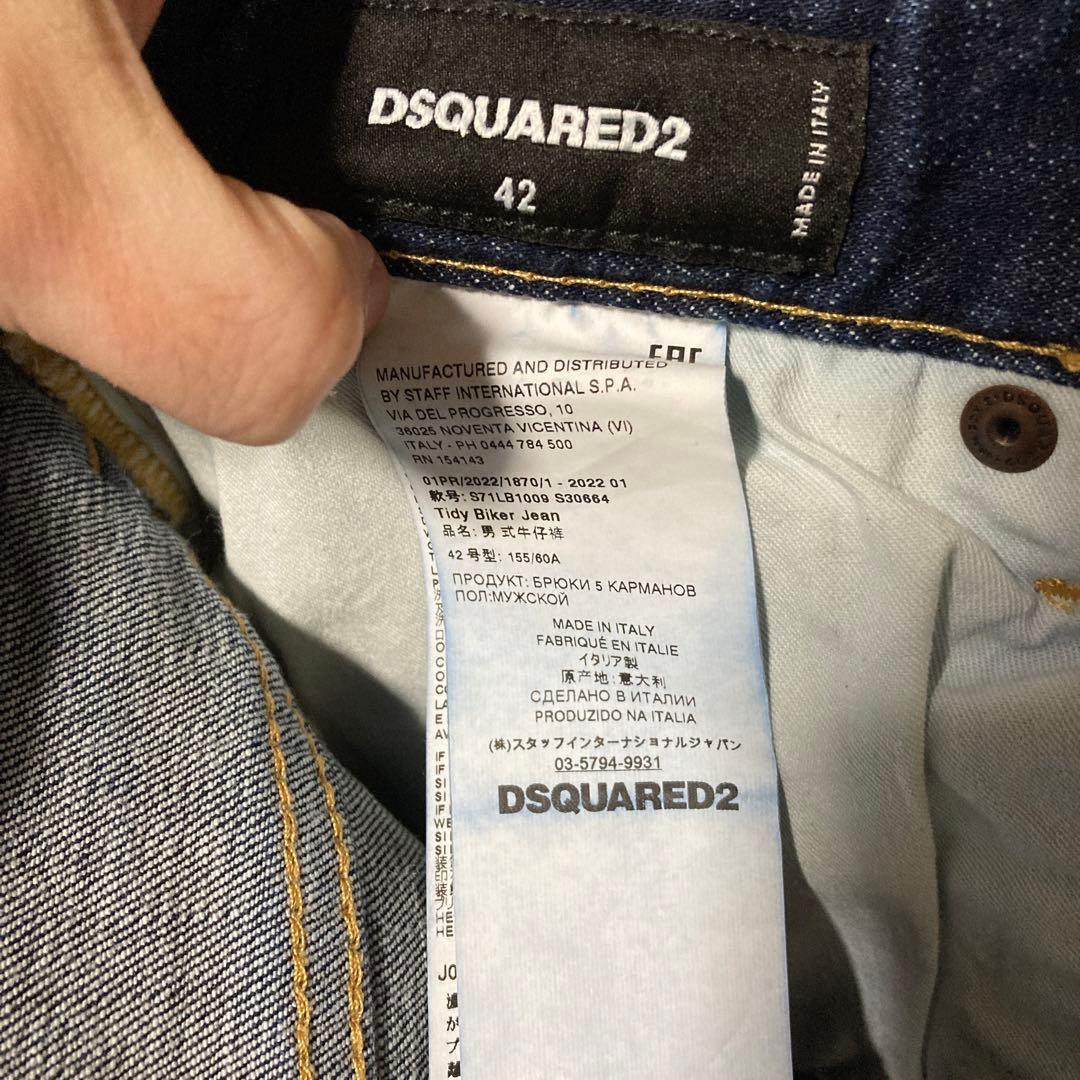 DSQUARED2
42
MADE IN ITALY
EAC
MANUFACTURED AND DISTRIBUTED
BY STAFF INTERNATIONAL S.P.A.
VIA DEL PROGRESSO, 10
36025 NOVENTA VICENTINA (VI)
ITALY - PH 0444 784 500
RN 154143
01PR/2022/1870/1 - 2022 01
款号: S71LB1009 S30664
Tidy Biker Jean
品名: 男 式牛仔裤
42 号型: 155/60A
ПРОДУКТ: БРЮКИ 5 КАРМАНОВ
ПОЛ:МУЖСКОЙ
MADE IN ITALY
FABRIQUÉ EN ITALIE
イタリア製
原产地: 意大利
СДЕЛАНО В ИТАЛИИ
PRODUZIDO NA ITALIA
(株)スタッフインターナショナルジャパン
03-5794-9931
DSQUARED2